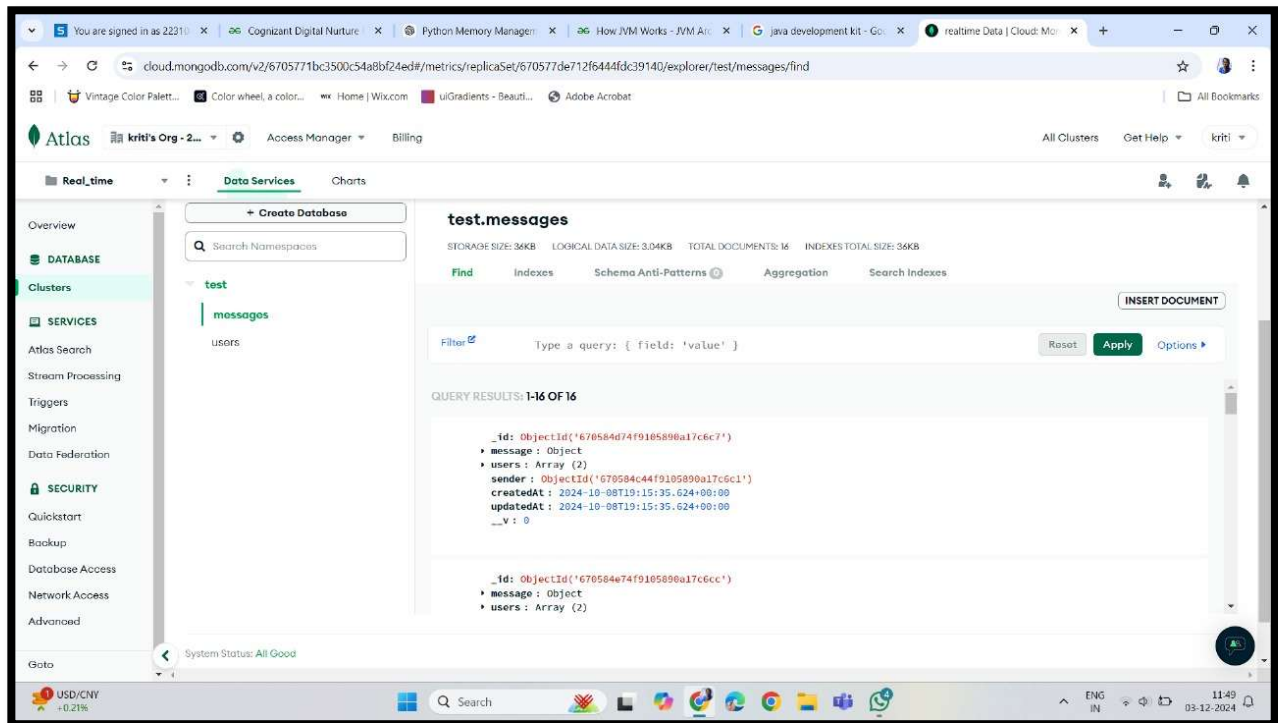 You are signed in as 22310
Cognizant Digital Nurture
Python Memory Managem
How JVM Works - JVM Arc
java development kit - Goo
realtime Data | Cloud: Mon
cloud.mongodb.com/v2/6705771bc3500c54a8bf24ed#/metrics/replicaSet/670577de712f6444fdc39140/explorer/test/messages/find
Vintage Color Palett... Color wheel, a color... WIX Home | Wix.com uiGradients - Beauti... Adobe Acrobat All Bookmarks
Atlas kriti's Org - 2... Access Manager Billing All Clusters Get Help kriti
Real_time Data Services Charts
Overview
DATABASE
Clusters
SERVICES
Atlas Search
Stream Processing
Triggers
Migration
Data Federation
SECURITY
Quickstart
Backup
Database Access
Network Access
Advanced
Goto
+ Create Database
Search Namespaces
test
messages
users
test.messages
STORAGE SIZE: 36KB LOGICAL DATA SIZE: 3.04KB TOTAL DOCUMENTS: 16 INDEXES TOTAL SIZE: 36KB
Find Indexes Schema Anti-Patterns 0 Aggregation Search Indexes
INSERT DOCUMENT
Filter Type a query: { field: 'value' } Reset Apply Options
QUERY RESULTS: 1-16 OF 16
_id: ObjectId('670584d74f9105890a17c6c7')
message: Object
users: Array (2)
sender: ObjectId('670584c44f9105890a17c6c1')
createdAt: 2024-10-08T19:15:35.624+00:00
updatedAt: 2024-10-08T19:15:35.624+00:00
__v: 0
_id: ObjectId('670584e74f9105890a17c6cc')
message: Object
users: Array (2)
System Status: All Good
1 USD/CNY
+0.21%
Search
4
ENG
IN
11:49
03-12-2024